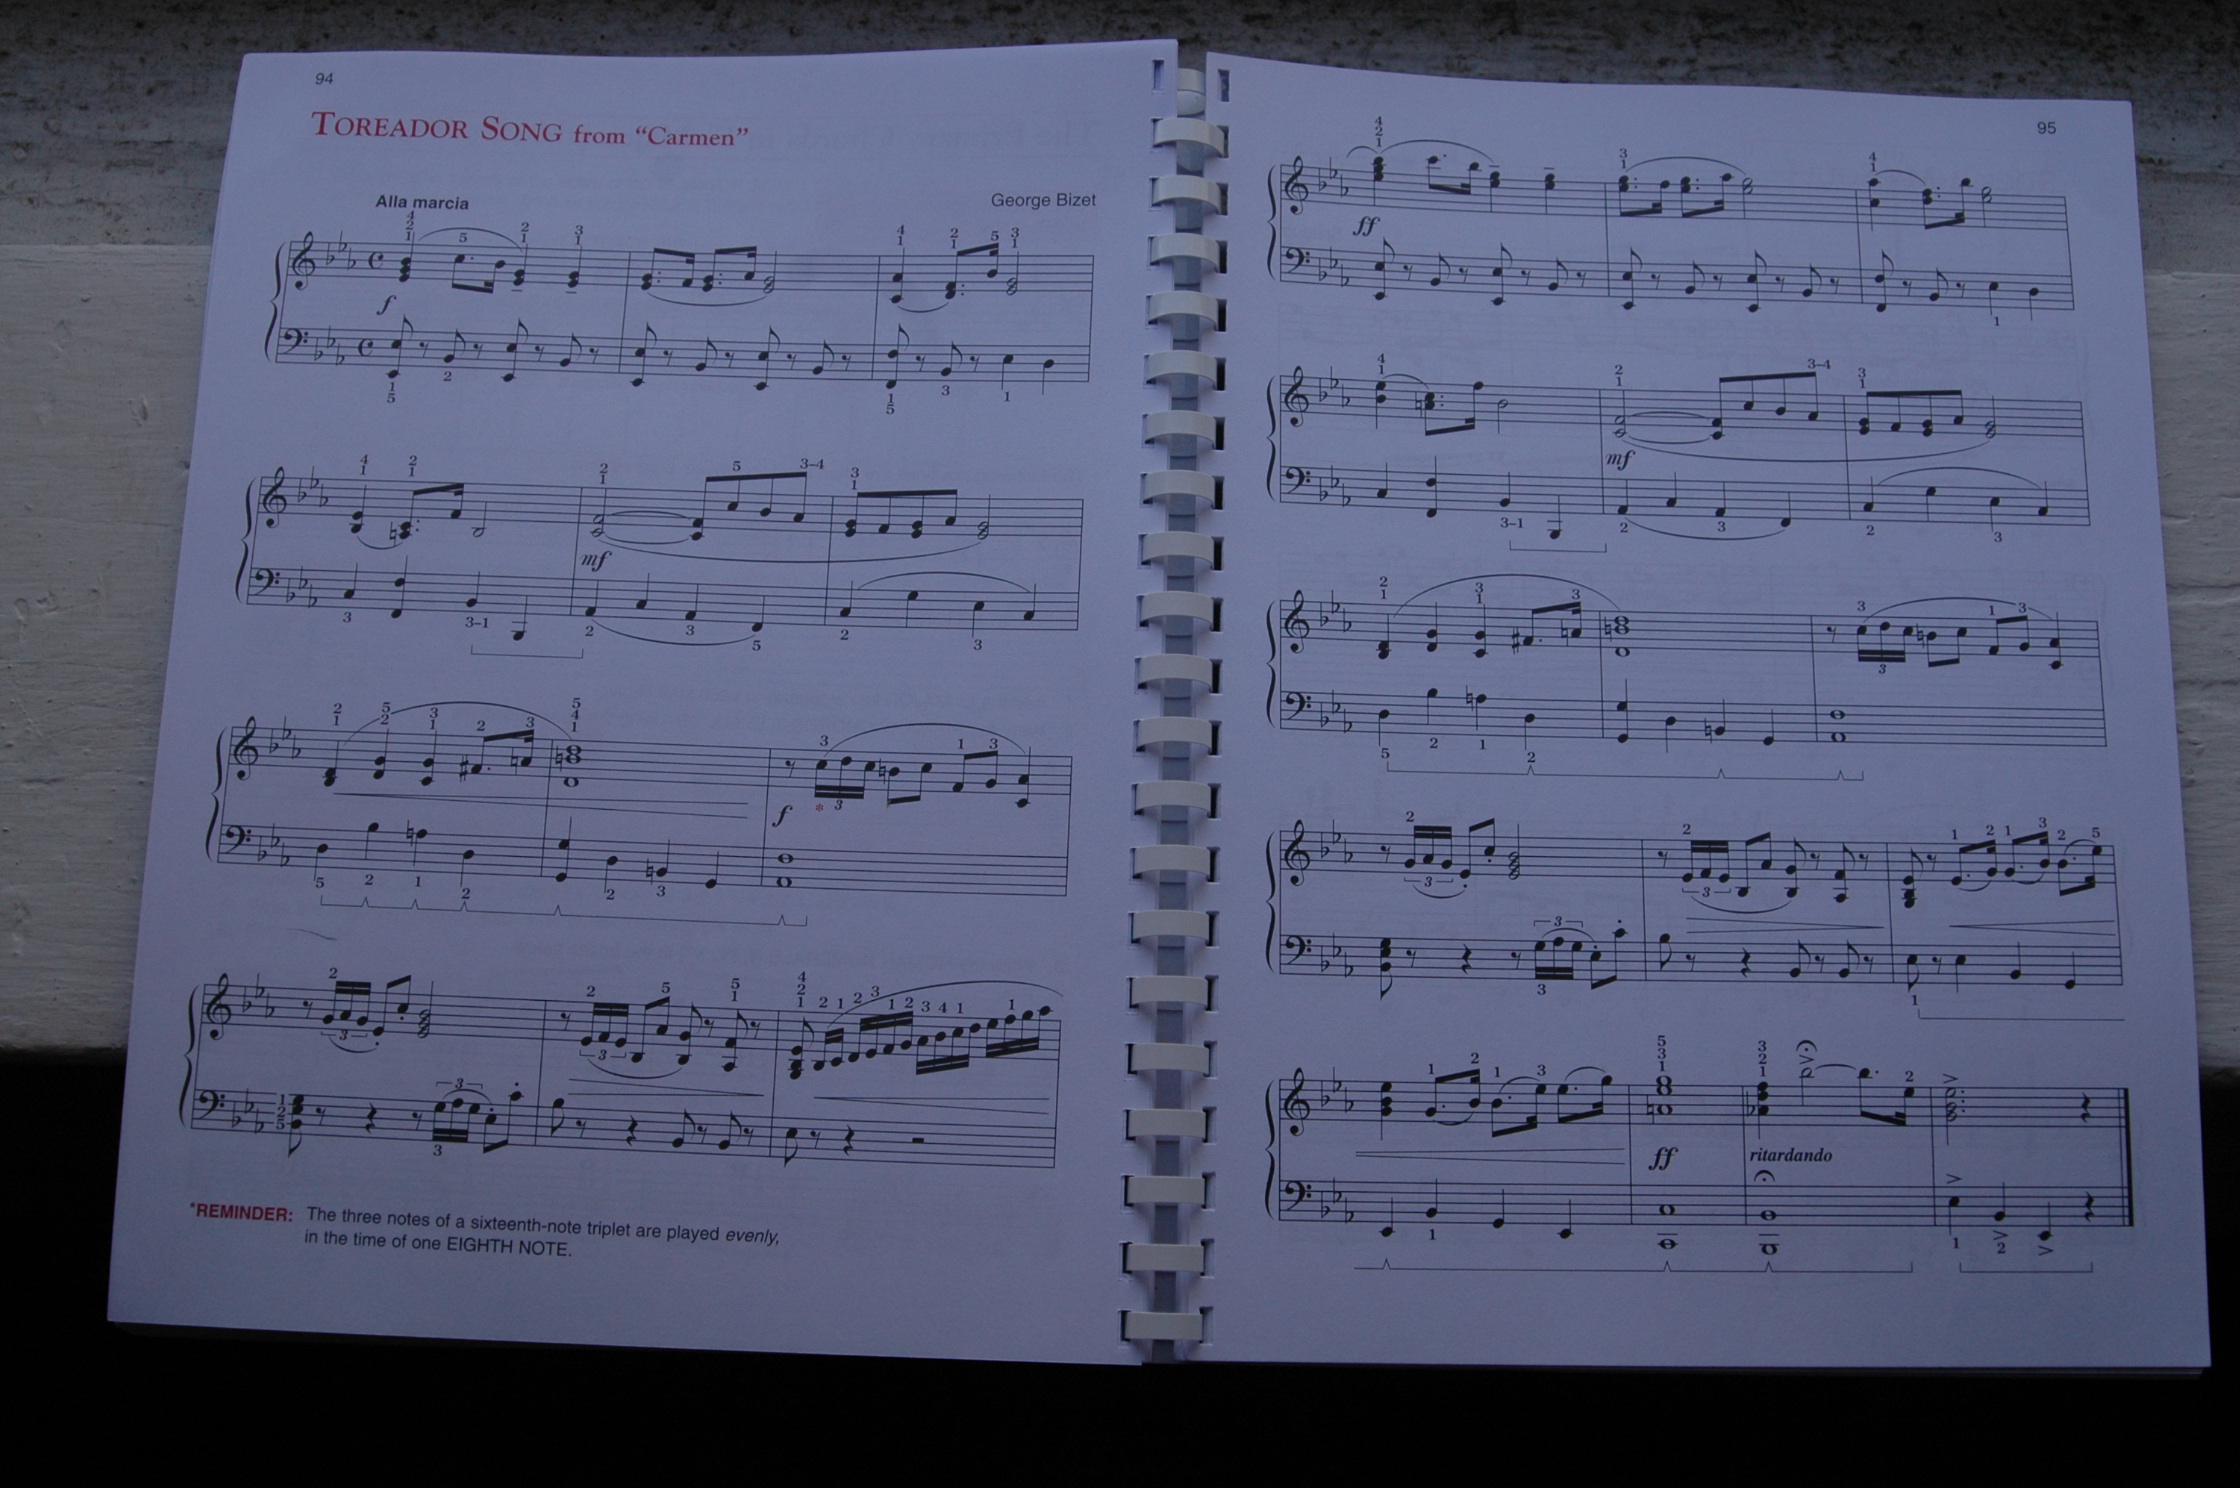 94
TOREADOR SONG from “Carmen”
Alla marcia
George Bizet
f
mf
f
*REMINDER: The three notes of a sixteenth-note triplet are played evenly,
in the time of one EIGHTH NOTE.
95
ff
mf
ff
ritardando